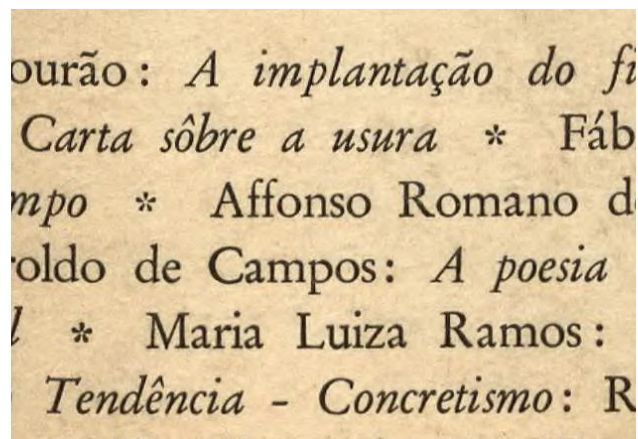 ourão: A implantação do fi
Carta sôbre a usura * Fáb
mpo * Affonso Romano d
oldo de Campos: A poesia
l * Maria Luiza Ramos:
Tendência - Concretismo: R